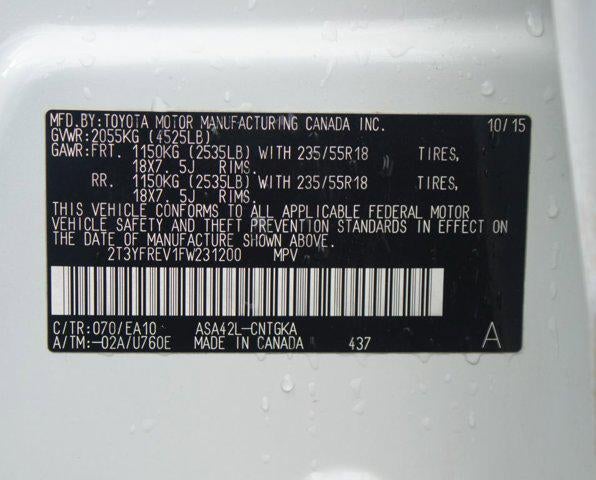 MFD.BY:TOYOTA MOTOR MANUFACTURING CANADA INC. 10/15
GVWR:2055KG (4525LB)
GAWR:FRT. 1150KG (2535LB) WITH 235/55R18 TIRES,
18X7. 5J RIMS.
RR. 1150KG (2535LB) WITH 235/55R18 TIRES,
18X7. 5J RIMS.
THIS VEHICLE CONFORMS TO ALL APPLICABLE FEDERAL MOTOR
VEHICLE SAFETY AND THEFT PREVENTION STANDARDS IN EFFECT ON
THE DATE OF MANUFACTURE SHOWN ABOVE.
2T3YFREV1FW231200 MPV
C/TR:070/EA10 ASA42L-CNTGKA
A/TM:-02A/U760E MADE IN CANADA 437 A